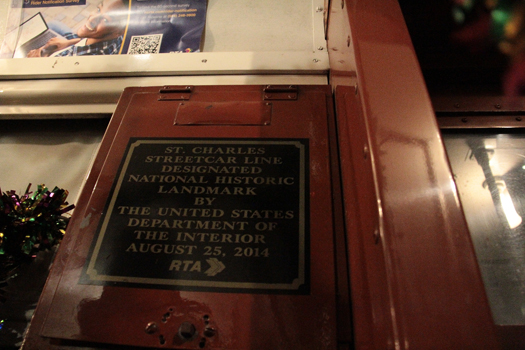 ST. CHARLES
STREETCAR LINE
DESIGNATED
NATIONAL HISTORIC
LANDMARK
BY
THE UNITED STATES
DEPARTMENT OF
THE INTERIOR
AUGUST 25, 2014
RTA